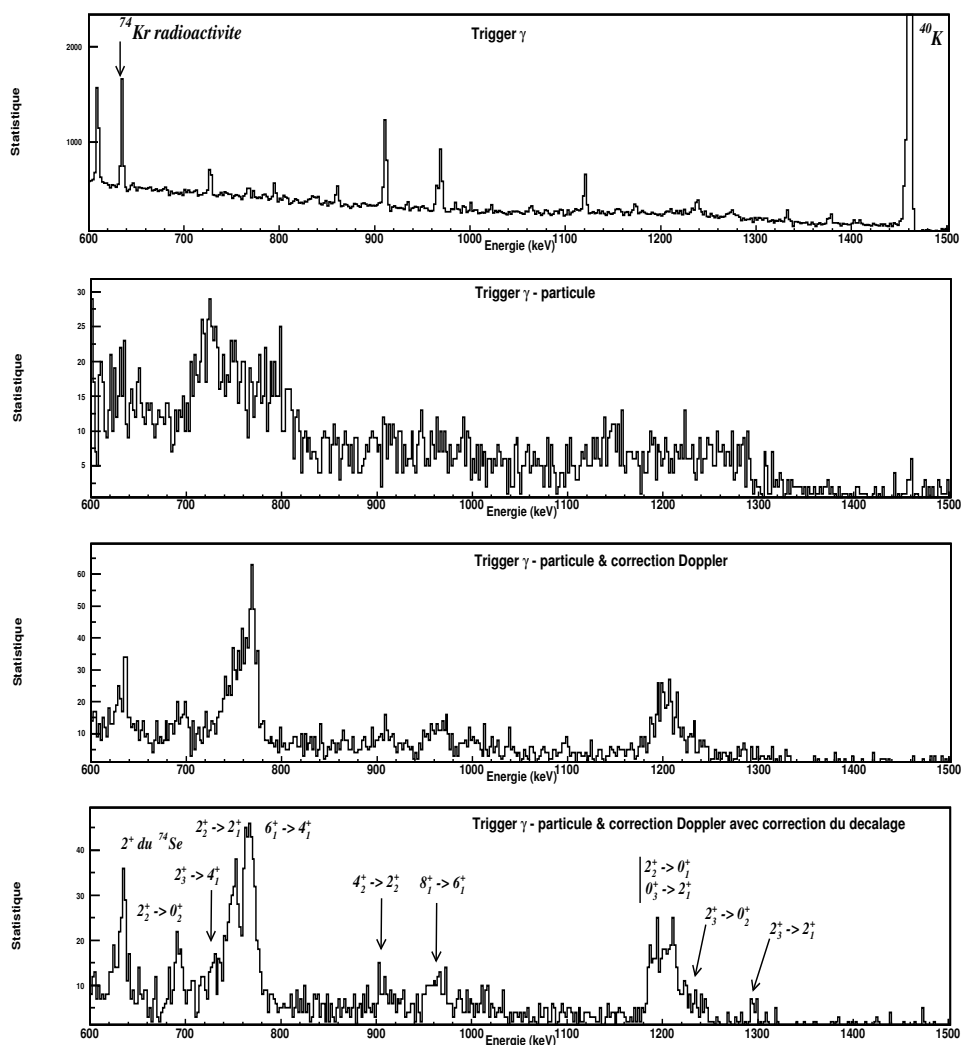 ⁷⁴Kr radioactivite
Trigger γ
⁴⁰K
Statistique
2000
1000
600 700 800 900 1000 1100 1200 1300 1400 1500
Energie (keV)
Trigger γ - particule
Statistique
30
25
20
15
10
5
600 700 800 900 1000 1100 1200 1300 1400 1500
Energie (keV)
Trigger γ - particule & correction Doppler
Statistique
60
50
40
30
20
10
600 700 800 900 1000 1100 1200 1300 1400 1500
Energie (keV)
Trigger γ - particule & correction Doppler avec correction du decalage
Statistique
40
30
20
10
2⁺ du ⁷⁴Se
2₂⁺ -> 2₁⁺
6₁⁺ -> 4₁⁺
2₃⁺ -> 4₁⁺
2₂⁺ -> 0₂⁺
4₂⁺ -> 2₂⁺
8₁⁺ -> 6₁⁺
2₂⁺ -> 0₁⁺
0₃⁺ -> 2₁⁺
2₃⁺ -> 0₂⁺
2₃⁺ -> 2₁⁺
600 700 800 900 1000 1100 1200 1300 1400 1500
Energie (keV)